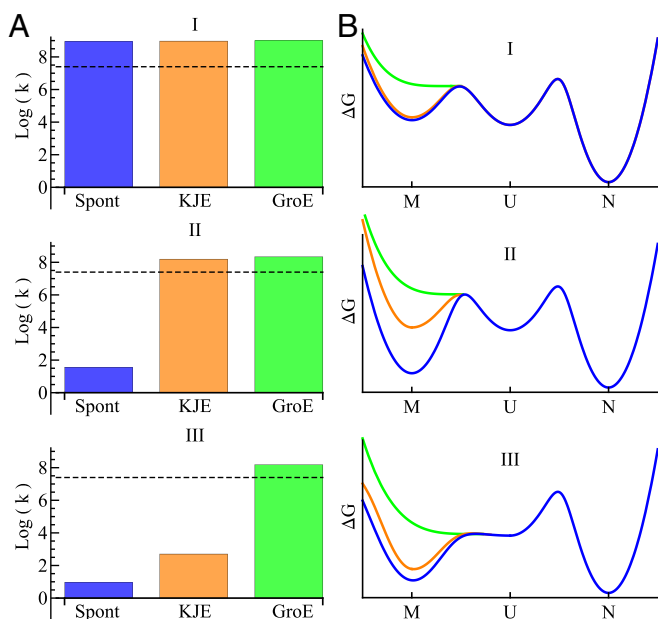 A
B
I
Log ( k )
8
6
4
2
0
Spont KJE GroE
I
ΔG
M U N
II
Log ( k )
8
6
4
2
0
Spont KJE GroE
II
ΔG
M U N
III
Log ( k )
8
6
4
2
0
Spont KJE GroE
III
ΔG
M U N